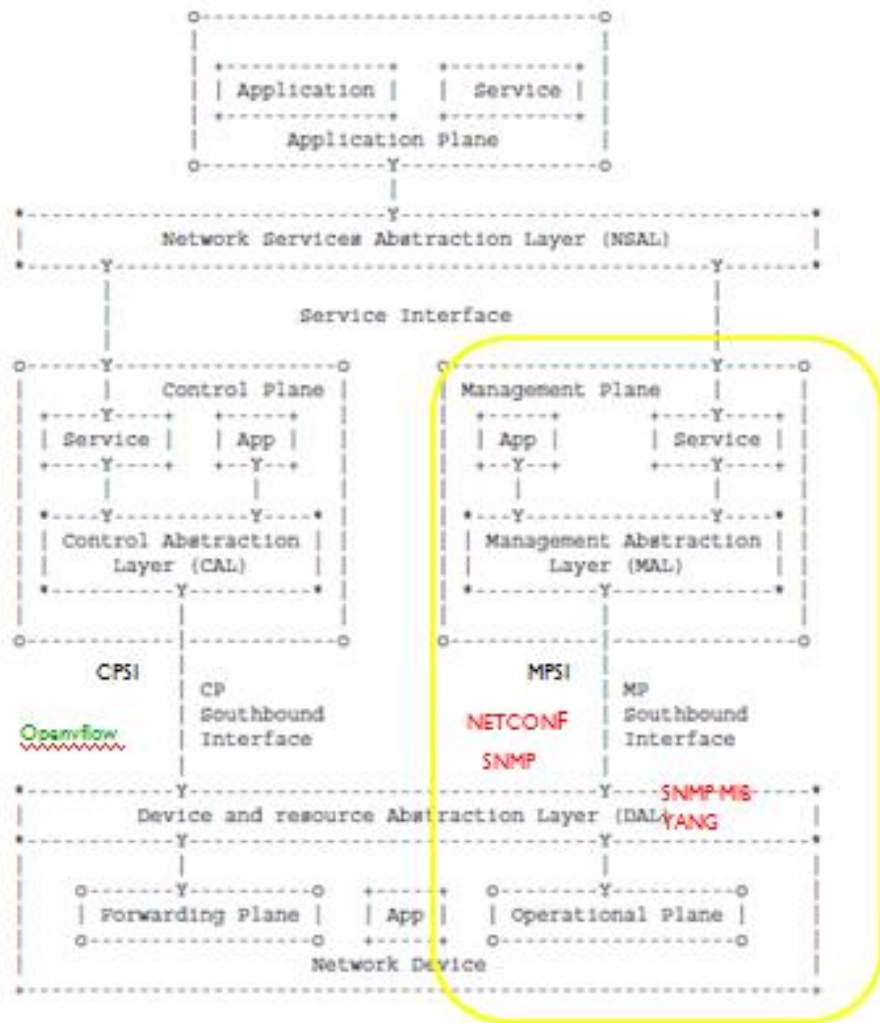 Application Service
Application Plane
Network Services Abstraction Layer (NSAL)
Service Interface
Control Plane Management Plane
Service App App Service
Control Abstraction Management Abstraction
Layer (CAL) Layer (MAL)
CPSI MPSI
CP MP
Southbound Southbound
Interface Interface
Openvflow
NETCONF
SNMP
SNMP MIB
Device and resource Abstraction Layer (DAL)
YANG
Forwarding Plane App Operational Plane
Network Device